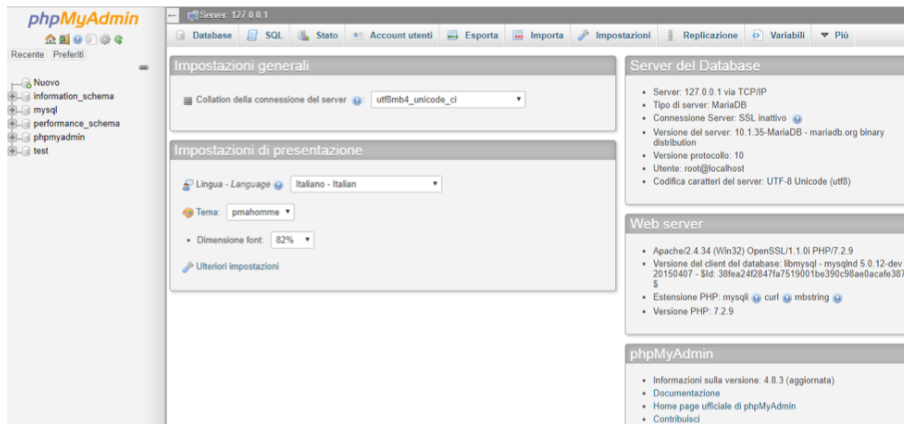 phpMyAdmin
Recente Preferiti
Nuovo
information_schema
mysql
performance_schema
phpmyadmin
test
Server: 127.0.0.1
Database SQL Stato Account utenti Esporta Importa Impostazioni Replicazione Variabili Più
Impostazioni generali
Collation della connessione del server utf8mb4_unicode_ci
Impostazioni di presentazione
Lingua - Language Italiano - Italian
Tema: pmahomme
Dimensione font: 82%
Ulteriori impostazioni
Server del Database
Server: 127.0.0.1 via TCP/IP
Tipo di server: MariaDB
Connessione Server: SSL inattivo
Versione del server: 10.1.35-MariaDB - mariadb.org binary
distribution
Versione protocollo: 10
Utente: root@localhost
Codifica caratteri del server: UTF-8 Unicode (utf8)
Web server
Apache/2.4.34 (Win32) OpenSSL/1.1.0i PHP/7.2.9
Versione del client del database: libmysql - mysqlnd 5.0.12-dev
20150407 - $Id: 38fea24f2847fa7519001be390c98ae0acafe387
$
Estensione PHP: mysqli curl mbstring
Versione PHP: 7.2.9
phpMyAdmin
Informazioni sulla versione: 4.8.3 (aggiornata)
Documentazione
Home page ufficiale di phpMyAdmin
Contribuisci